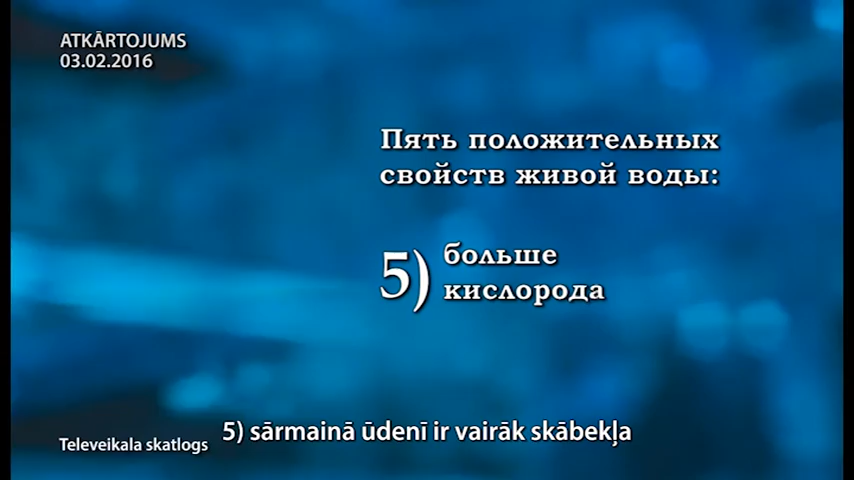 ATKĀRTOJUMS
03.02.2016
Пять положительных
свойств живой воды:
5) больше
кислорода
5) sārmainā ūdenī ir vairāk skābekļa
Televeikala skatlogs